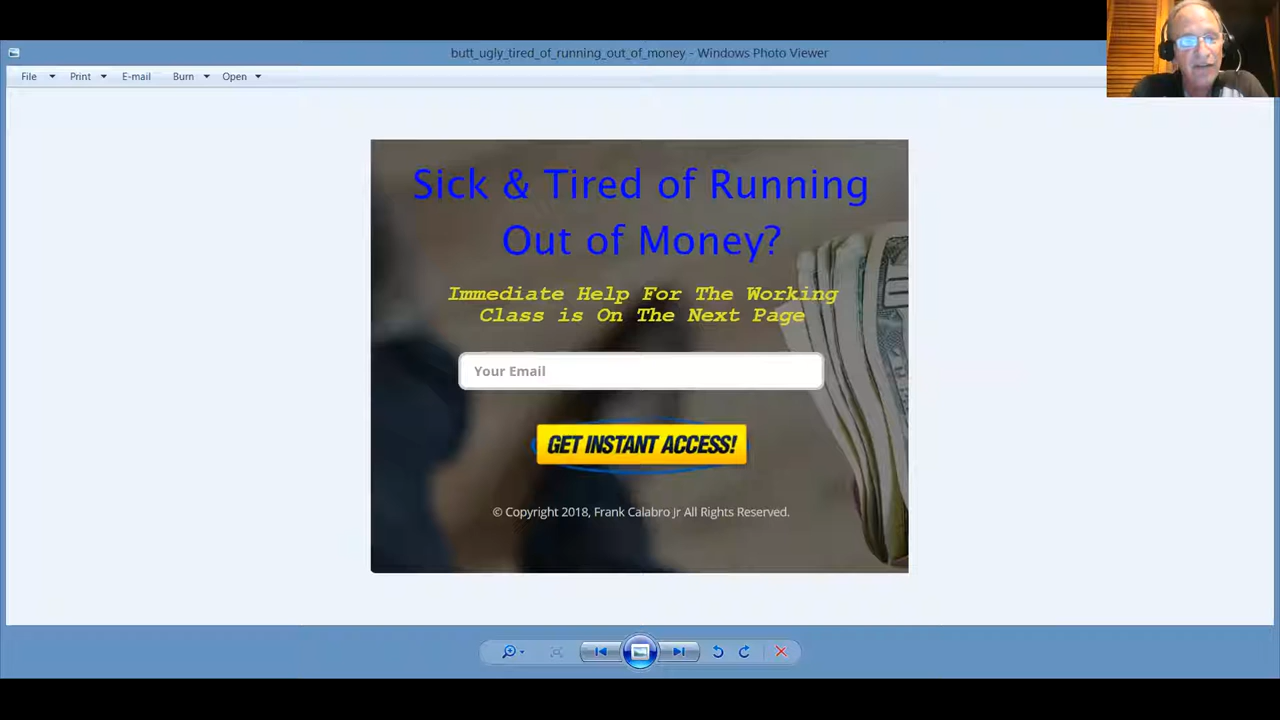 butt_ugly_tired_of_running_out_of_money - Windows Photo Viewer
File Print E-mail Burn Open
Sick & Tired of Running
Out of Money?
Immediate Help For The Working
Class is On The Next Page
Your Email
GET INSTANT ACCESS!
© Copyright 2018, Frank Calabro Jr All Rights Reserved.